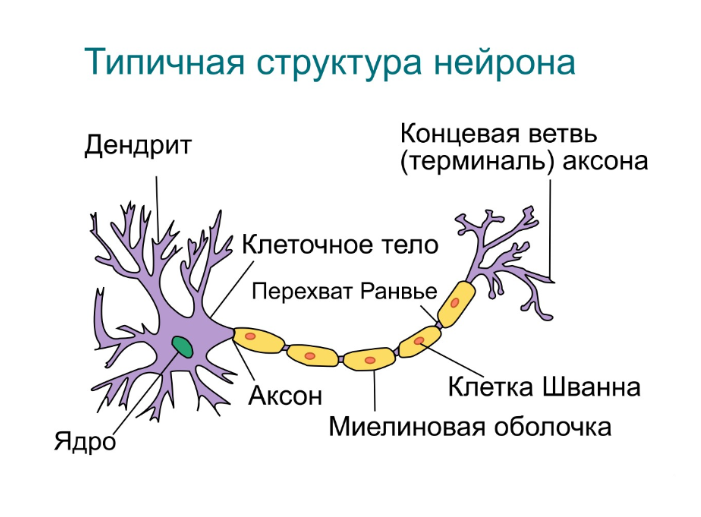 Типичная структура нейрона
Дендрит
Концевая ветвь
(терминаль) аксона
Клеточное тело
Перехват Ранвье
Аксон
Клетка Шванна
Миелиновая оболочка
Ядро